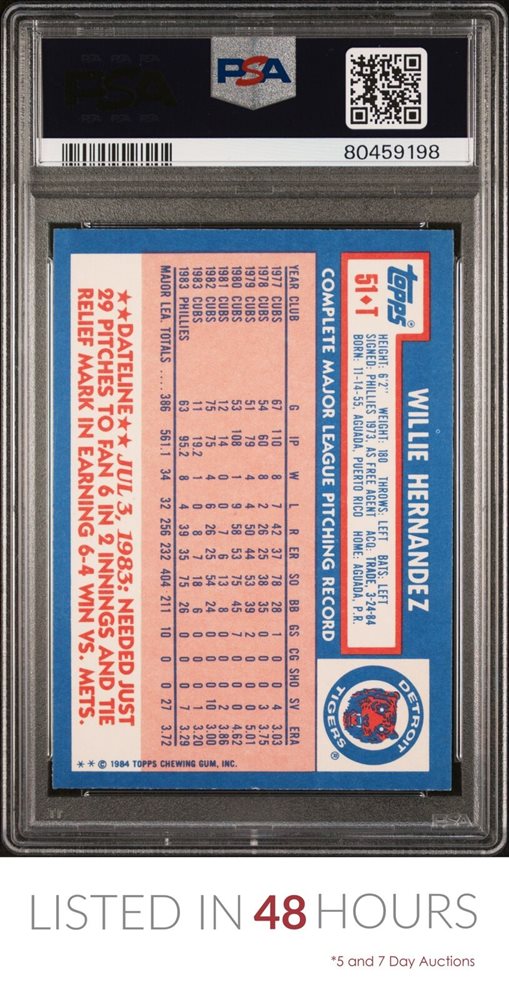 PSA
PSA
80459198
topps®
51♦T
WILLIE HERNANDEZ
HEIGHT: 6'2" WEIGHT: 180 THROWS: LEFT BATS: LEFT
SIGNED: PHILLIES 1973, AS FREE AGENT ACQ: TRADE, 3-24-84
BORN: 11-14-55, AGUADA, PUERTO RICO HOME: AGUADA, P.R.
COMPLETE MAJOR LEAGUE PITCHING RECORD
DETROIT
TIGERS®
YEAR CLUB G IP W L R ER SO BB GS CG SHO SV ERA
1977 CUBS 67 110 8 7 42 37 78 28 1 0 0 4 3.03
1978 CUBS 54 60 8 2 26 25 38 35 0 0 0 3 3.75
1979 CUBS 51 79 4 4 50 44 53 39 2 0 0 0 5.01
1980 CUBS 53 108 1 9 58 53 75 45 7 0 0 0
1981 CUBS 12 14 0 0 7 6 13 8 0 0 0 2
1982 CUBS 75 75 4 6 26 25 54 24 0 0 0 10 3.00
1983 CUBS 11 19.2 1 0 7 7 18 6 1 0 0 1 3.20
1983 PHILLIES 63 95.2 8 4 39 35 75 26 0 0 0 7 3.29
MAJOR LEA. TOTALS .... 386 561.1 34 32 256 232 404 211 10 0 0 27 3.72
★★DATELINE★★ JUL 3, 1983: NEEDED JUST
29 PITCHES TO FAN 6 IN 2 INNINGS AND TIE
RELIEF MARK IN EARNING 6-4 WIN VS. METS.
* * © 1984 TOPPS CHEWING GUM, INC.
PSA
LISTED IN 48 HOURS
*5 and 7 Day Auctions